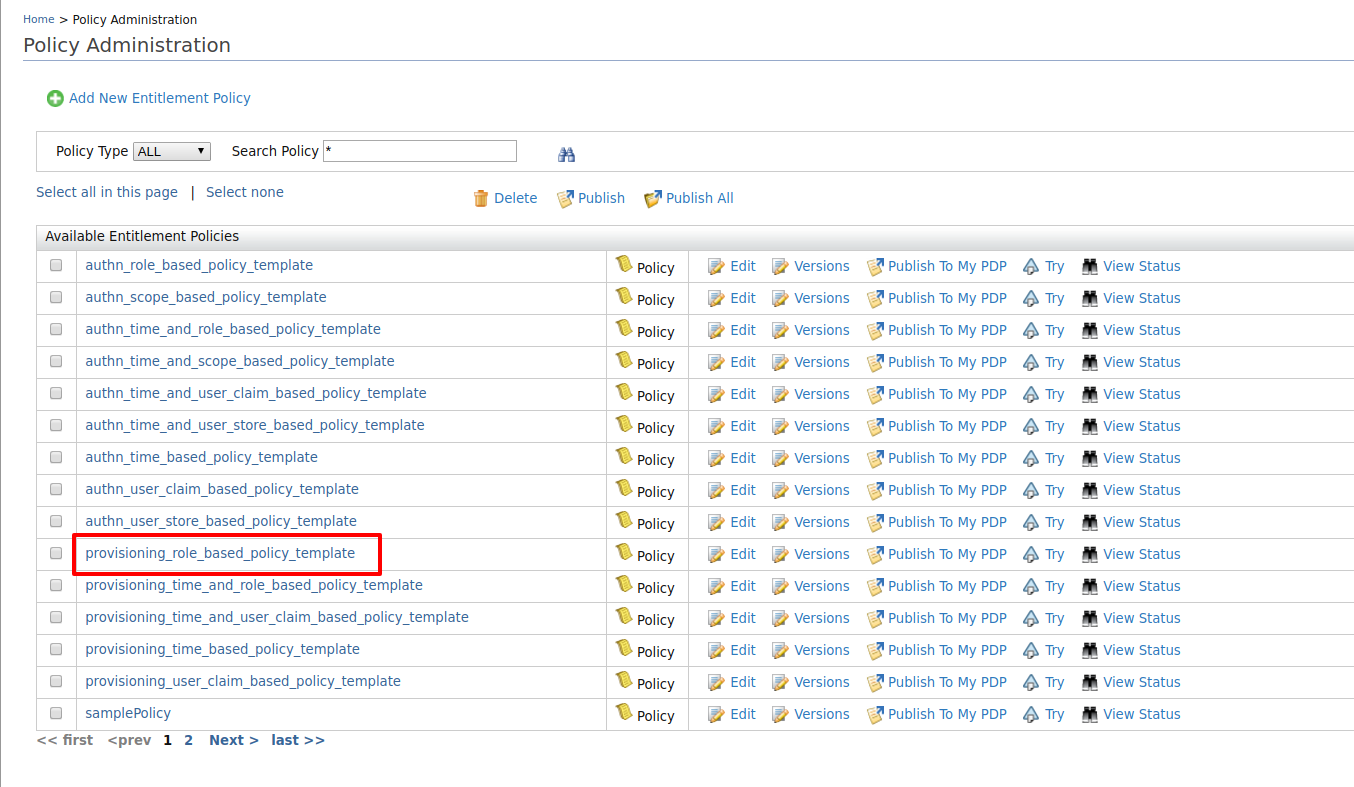 Home > Policy Administration
Policy Administration
Add New Entitlement Policy
Policy Type ALL Search Policy *
Select all in this page | Select none Delete Publish Publish All
Available Entitlement Policies
authn_role_based_policy_template Policy Edit Versions Publish To My PDP Try View Status
authn_scope_based_policy_template Policy Edit Versions Publish To My PDP Try View Status
authn_time_and_role_based_policy_template Policy Edit Versions Publish To My PDP Try View Status
authn_time_and_scope_based_policy_template Policy Edit Versions Publish To My PDP Try View Status
authn_time_and_user_claim_based_policy_template Policy Edit Versions Publish To My PDP Try View Status
authn_time_and_user_store_based_policy_template Policy Edit Versions Publish To My PDP Try View Status
authn_time_based_policy_template Policy Edit Versions Publish To My PDP Try View Status
authn_user_claim_based_policy_template Policy Edit Versions Publish To My PDP Try View Status
authn_user_store_based_policy_template Policy Edit Versions Publish To My PDP Try View Status
provisioning_role_based_policy_template Policy Edit Versions Publish To My PDP Try View Status
provisioning_time_and_role_based_policy_template Policy Edit Versions Publish To My PDP Try View Status
provisioning_time_and_user_claim_based_policy_template Policy Edit Versions Publish To My PDP Try View Status
provisioning_time_based_policy_template Policy Edit Versions Publish To My PDP Try View Status
provisioning_user_claim_based_policy_template Policy Edit Versions Publish To My PDP Try View Status
samplePolicy Policy Edit Versions Publish To My PDP Try View Status
<< first <prev 1 2 Next > last >>